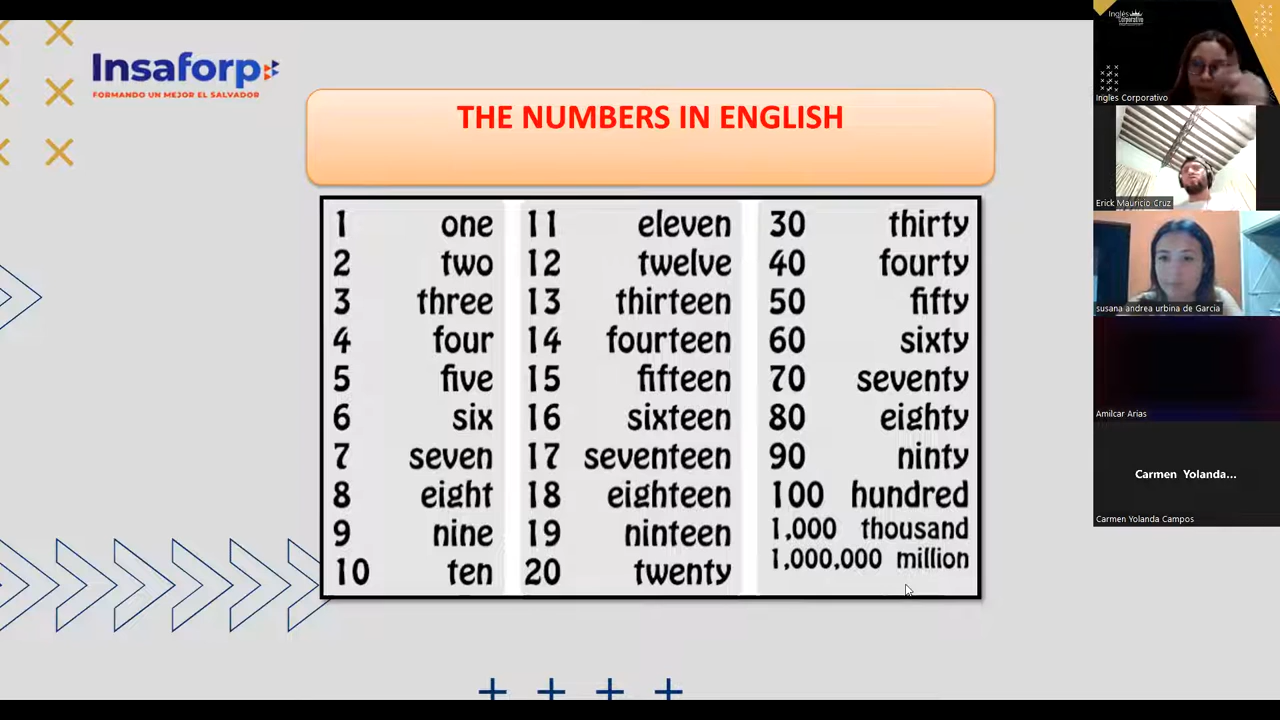 Insaforp
FORMANDO UN MEJOR EL SALVADOR
THE NUMBERS IN ENGLISH
1 one
2 two
3 three
4 four
5 five
6 six
7 seven
8 eight
9 nine
10 ten
11 eleven
12 twelve
13 thirteen
14 fourteen
15 fifteen
16 sixteen
17 seventeen
18 eighteen
19 ninteen
20 twenty
30 thirty
40 fourty
50 fifty
60 sixty
70 seventy
80 eighty
90 ninty
100 hundred
1,000 thousand
1,000,000 million
Inglés
Corporativo
Ingles Corporativo
Erick Mauricio Cruz
susana andrea urbina de Garcia
Amilcar Arias
Carmen Yolanda...
Carmen Yolanda Campos